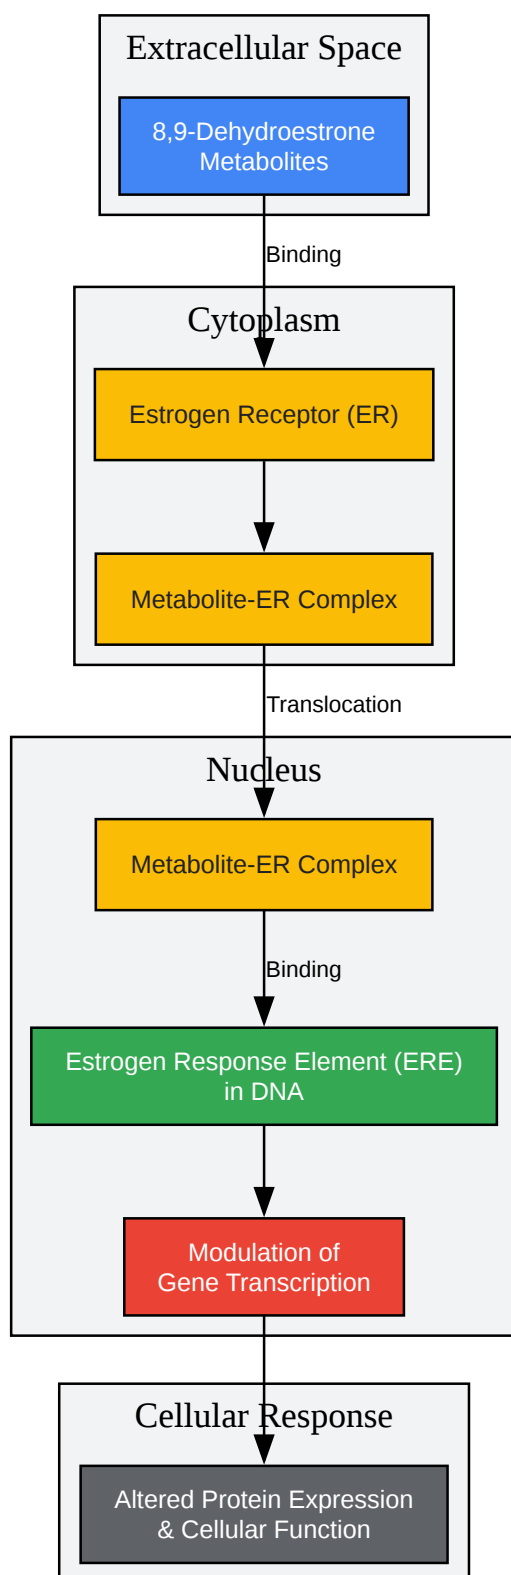 Extracellular Space
8,9-Dehydroestrone
Metabolites
Binding
Cytoplasm
Estrogen Receptor (ER)
Metabolite-ER Complex
Translocation
Nucleus
Metabolite-ER Complex
Binding
Estrogen Response Element (ERE)
in DNA
Modulation of
Gene Transcription
Cellular Response
Altered Protein Expression
& Cellular Function